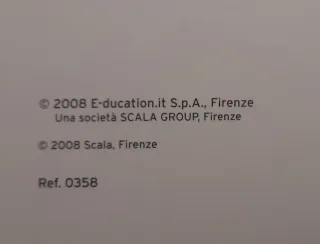 © 2008 E-ducation.it S.p.A., Firenze
Una società SCALA GROUP, Firenze
© 2008 Scala, Firenze
Ref. 0358